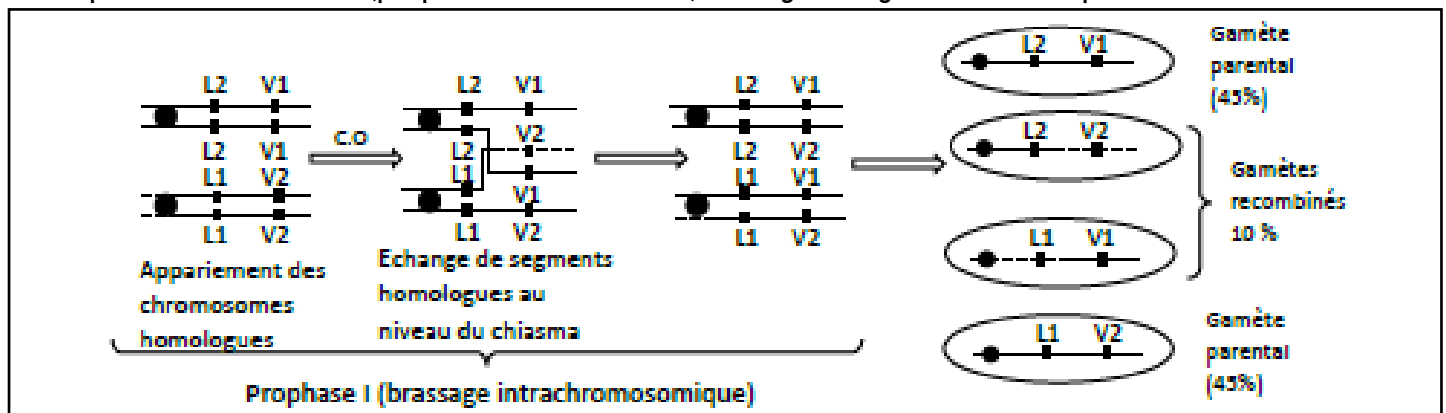 L2 V1
L2 V1
L1 V2
L1 V2
Appariement des
chromosomes
homologues
C.O
L2 V1
V2
L2
L1
V1
L1 V2
Echange de segments
homologues au
niveau du chiasma
L2 V1
L2 V2
L1 V1
L1 V2
Prophase I (brassage intrachromosomique)
L2 V1
Gamète
parental
(45%)
L2 V2
L1 V1
Gamètes
recombinés
10 %
L1 V2
Gamète
parental
(45%)